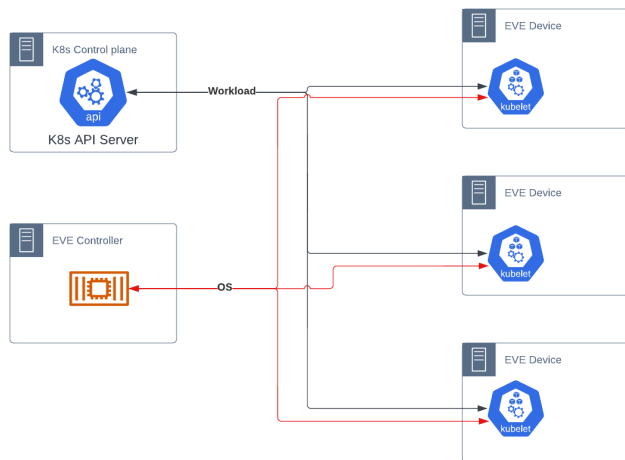 K8s Control plane
api
K8s API Server
Workload
EVE Device
kubelet
EVE Device
kubelet
EVE Controller
OS
EVE Device
kubelet